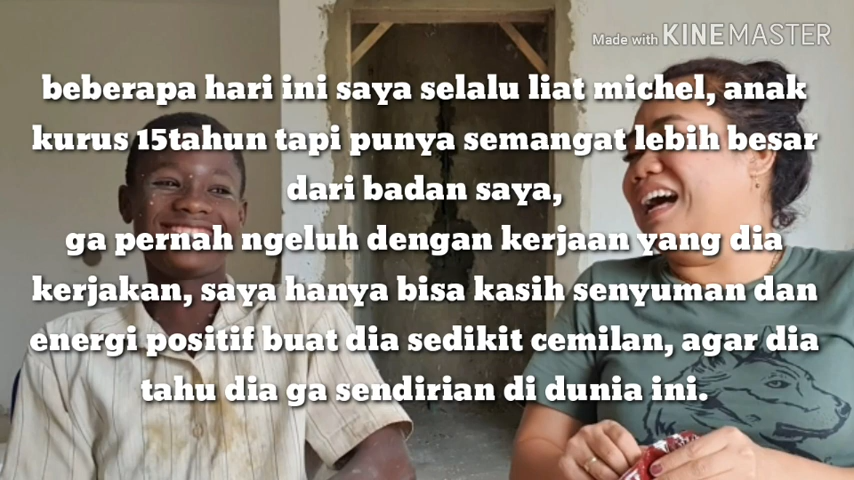 Made with KINEMASTER
beberapa hari ini saya selalu liat michel, anak
kurus 15tahun tapi punya semangat lebih besar
dari badan saya,
ga pernah ngeluh dengan kerjaan yang dia
kerjakan, saya hanya bisa kasih senyuman dan
energi positif buat dia sedikit cemilan, agar dia
tahu dia ga sendirian di dunia ini.